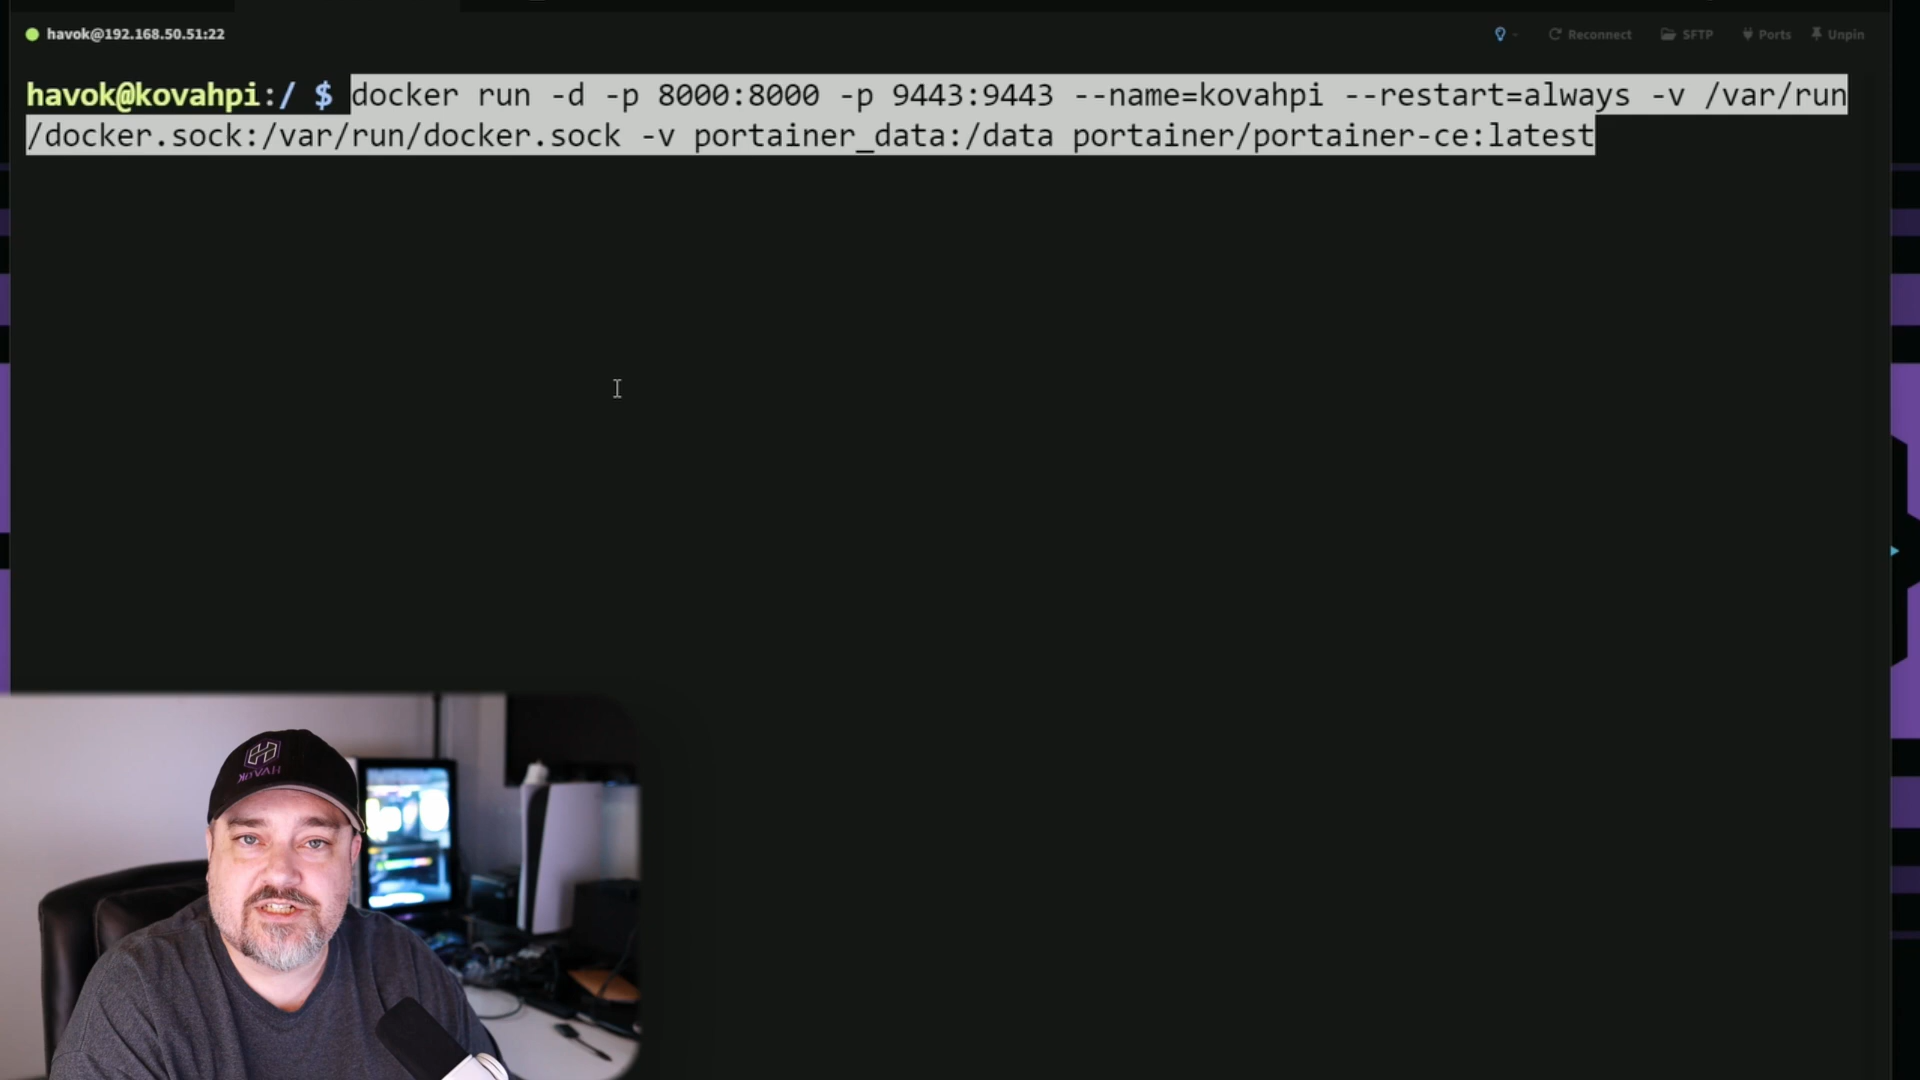 havok@192.168.50.51:22
Reconnect SFTP Ports Unpin
havok@kovahpi:/ $ docker run -d -p 8000:8000 -p 9443:9443 --name=kovahpi --restart=always -v /var/run
/docker.sock:/var/run/docker.sock -v portainer_data:/data portainer/portainer-ce:latest
HAVOK